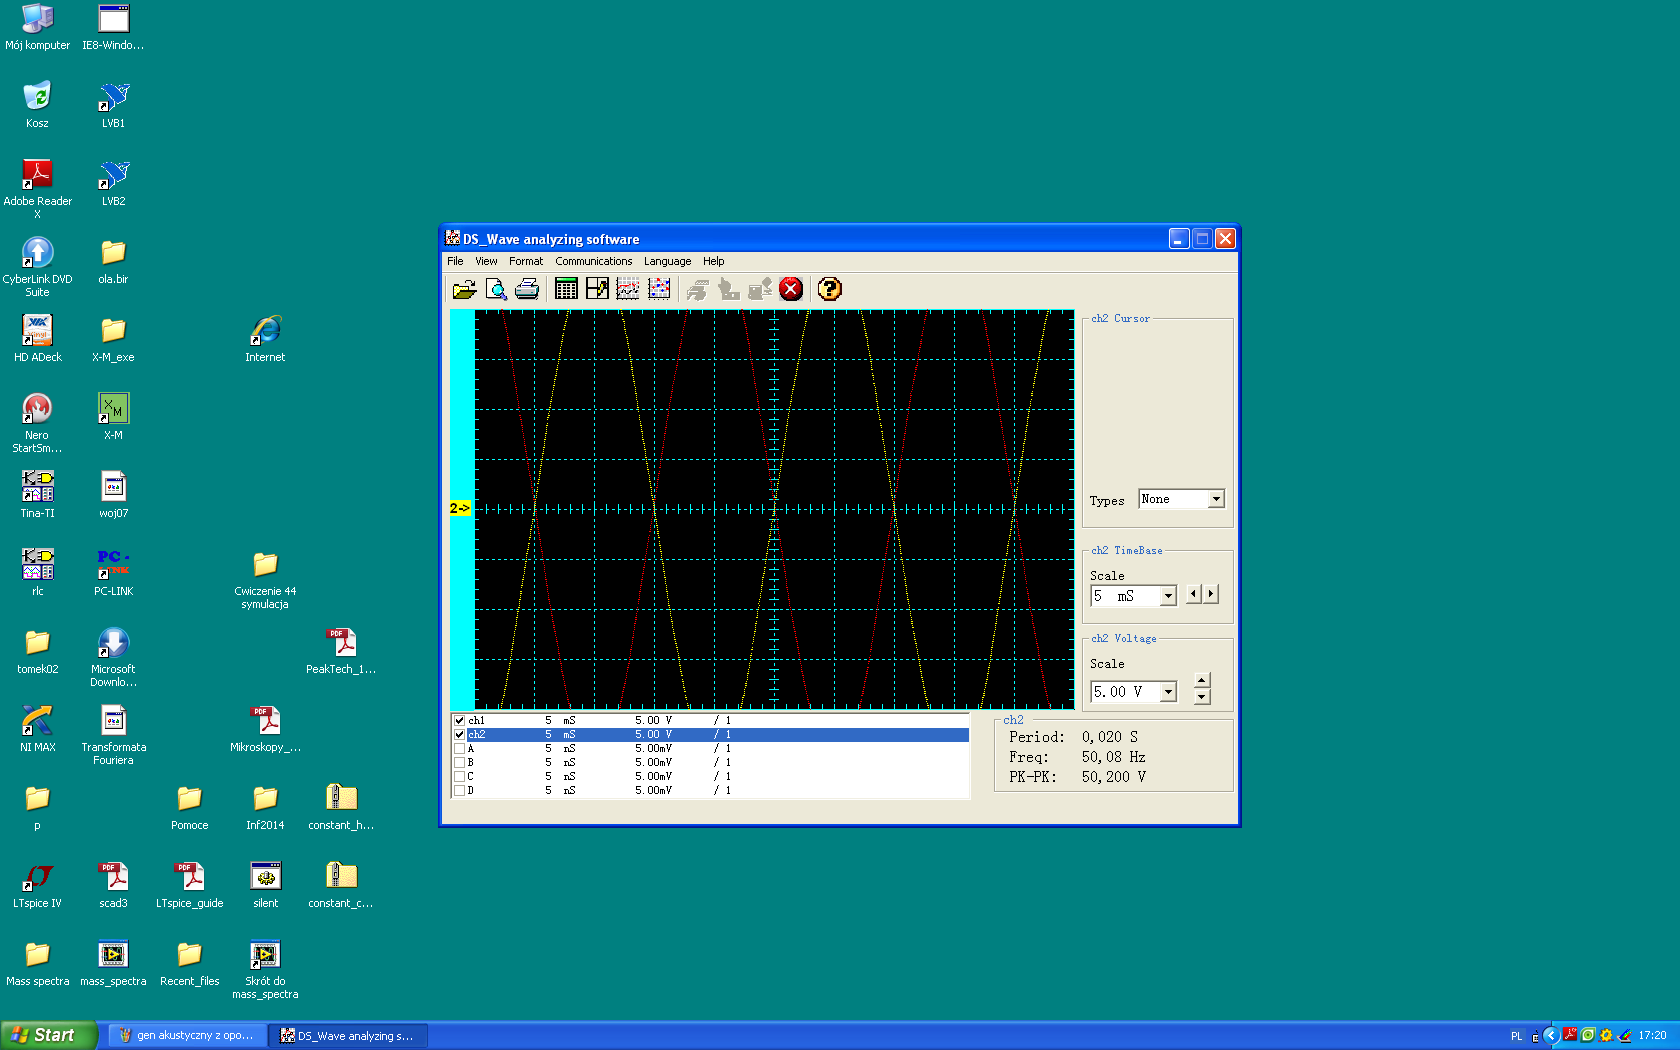 Mój komputer
IE8-Windo...
Kosz
LVB1
Adobe Reader
X
LVB2
CyberLink DVD
Suite
ola.bir
HD ADeck
X-M_exe
Internet
Nero
StartSm...
X-M
Tina-TI
woj07
rlc
PC-LINK
Cwiczenie 44
symulacja
tomek02
Microsoft
Downlo...
PeakTech_1...
NI MAX
Transformata
Fouriera
Mikroskopy_...
p
Pomoce
Inf2014
constant_h...
LTspice IV
scad3
LTspice_guide
silent
constant_c...
Mass spectra
mass_spectra
Recent_files
Skrót do
mass_spectra
DS_Wave analyzing software
File View Format Communications Language Help
2->
ch2 Cursor
Types None
ch2 TimeBase
Scale
5 mS
ch2 Voltage
Scale
5.00 V
ch1 5 mS 5.00 V / 1
ch2 5 mS 5.00 V / 1
A 5 nS 5.00mV / 1
B 5 nS 5.00mV / 1
C 5 nS 5.00mV / 1
D 5 nS 5.00mV / 1
ch2
Period: 0,020 S
Freq: 50,08 Hz
PK-PK: 50,200 V
Start
gen akustyczny z opo...
DS_Wave analyzing s...
PL
17:20